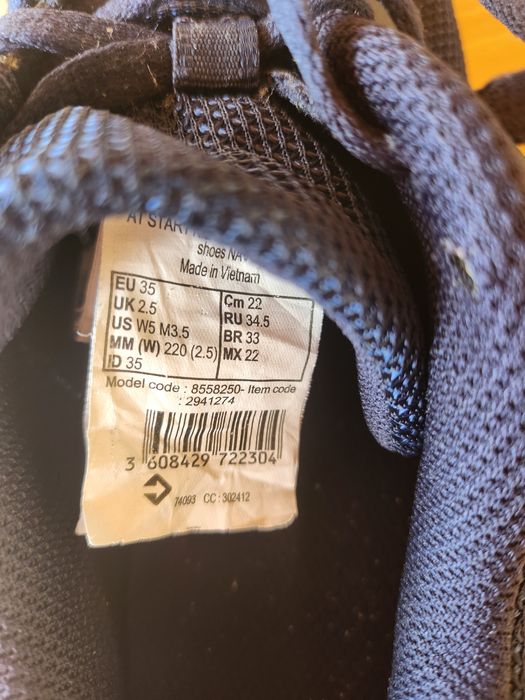 AT START
shoes NAV
Made in Vietnam
EU 35
UK 2.5
US W5 M3.5
MM (W) 220 (2.5)
ID 35
Cm 22
RU 34.5
BR 33
MX 22
Model code : 8558250- Item code
: 2941274
3 608429 722304
74093 CC : 302412